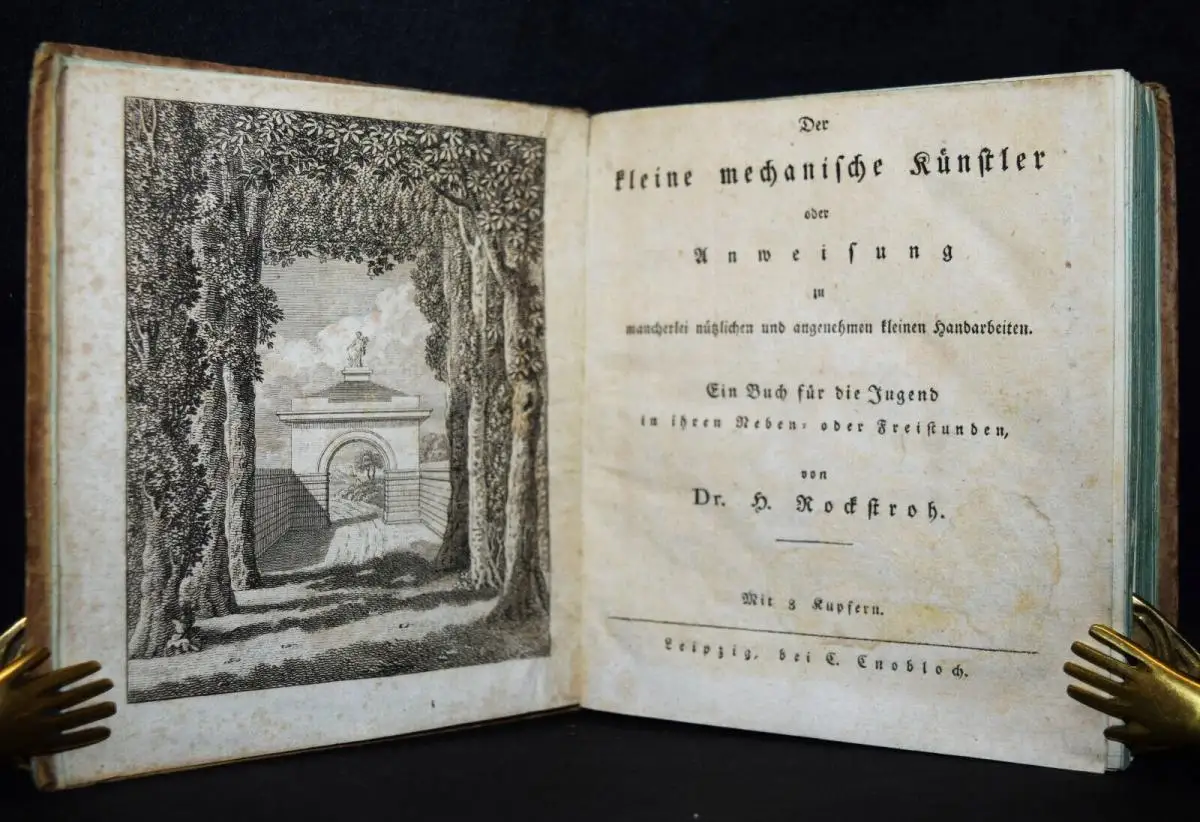 Der
kleine mechanische Künstler
oder
Anweisung
zu
mancherlei nützlichen und angenehmen kleinen Handarbeiten.
Ein Buch für die Jugend
in ihren Neben- oder Freistunden,
von
Dr. H. Rockstroh.
Mit 8 Kupfern.
Leipzig, bei C. Cnobloch.